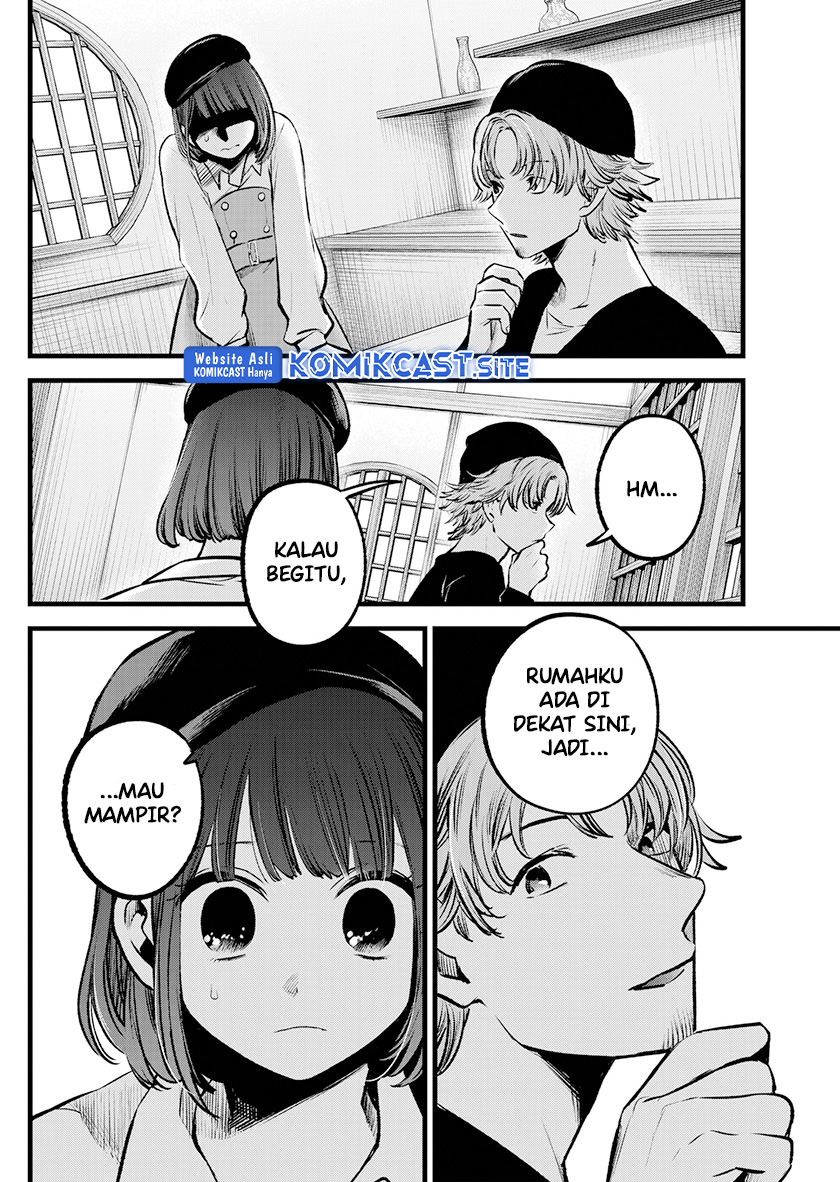 Website Asli
KOMIKCAST Hanya
KOMIKCAST.SITE
HM...
KALAU
BEGITU,
RUMAHKU
ADA DI
DEKAT SINI,
JADI...
...MAU
MAMPIR?